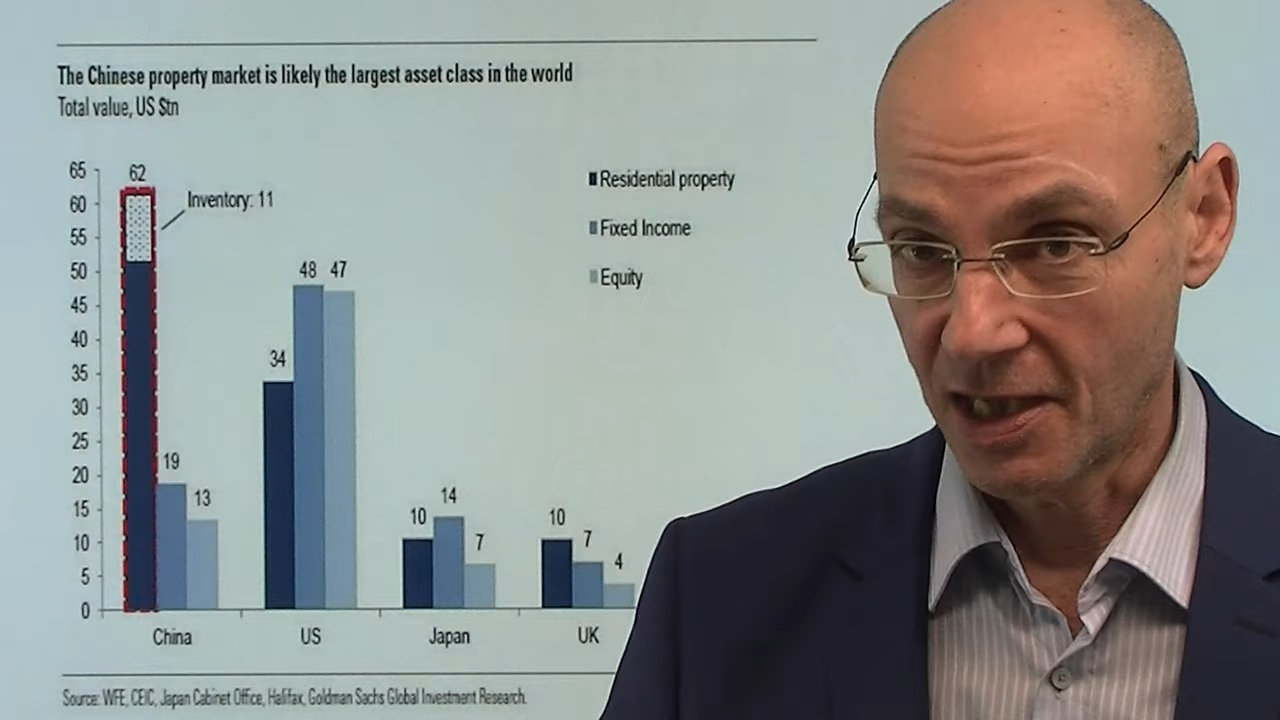 The Chinese property market is likely the largest asset class in the world
Total value, US $tn
65
60
55
50
45
40
35
30
25
20
15
10
5
0
62
Inventory: 11
19
13
34
48
47
10
14
7
10
7
4
Residential property
Fixed Income
Equity
China
US
Japan
UK
Source: WFE, CEIC, Japan Cabinet Office, Halifax, Goldman Sachs Global Investment Research.